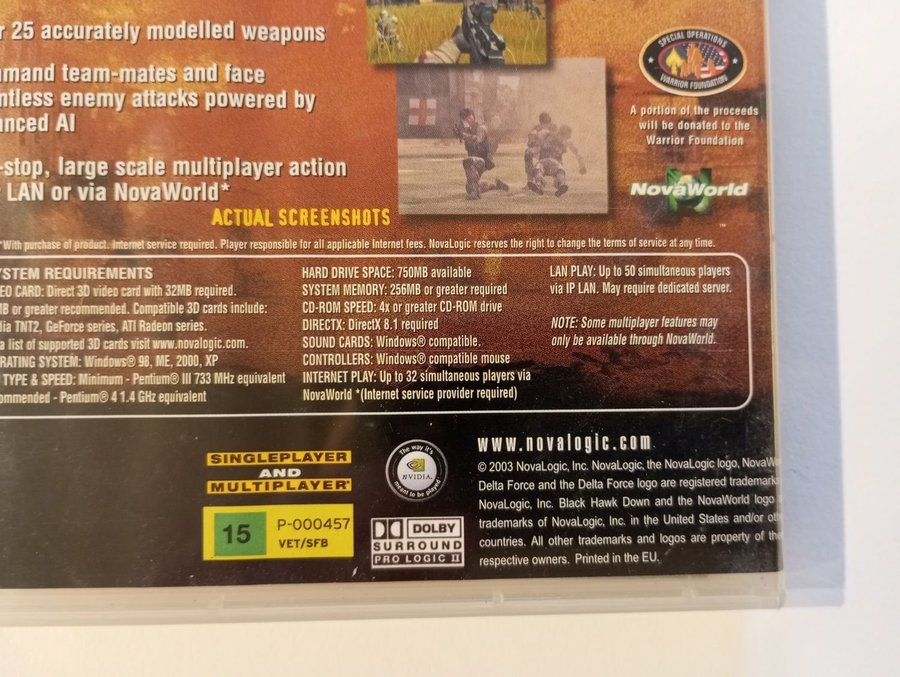 r 25 accurately modelled weapons
mmand team-mates and face
ntless enemy attacks powered by
anced AI
-stop, large scale multiplayer action
LAN or via NovaWorld*
ACTUAL SCREENSHOTS
SPECIAL OPERATIONS
WARRIOR FOUNDATION
A portion of the proceeds
will be donated to the
Warrior Foundation
NovaWorld
™
*With purchase of product. Internet service required. Player responsible for all applicable Internet fees. NovaLogic reserves the right to change the terms of service at any time.
YSTEM REQUIREMENTS
EO CARD: Direct 3D video card with 32MB required.
B or greater recommended. Compatible 3D cards include:
dia TNT2, GeForce series, ATI Radeon series.
a list of supported 3D cards visit www.novalogic.com.
RATING SYSTEM: Windows® 98, ME, 2000, XP
TYPE & SPEED: Minimum - Pentium® III 733 MHz equivalent
ommended - Pentium® 4 1.4 GHz equivalent
HARD DRIVE SPACE: 750MB available
SYSTEM MEMORY: 256MB or greater required
CD-ROM SPEED: 4x or greater CD-ROM drive
DIRECTX: DirectX 8.1 required
SOUND CARDS: Windows® compatible.
CONTROLLERS: Windows® compatible mouse
INTERNET PLAY: Up to 32 simultaneous players via
NovaWorld *(Internet service provider required)
LAN PLAY: Up to 50 simultaneous players
via IP LAN. May require dedicated server.
NOTE: Some multiplayer features may
only be available through NovaWorld.
SINGLEPLAYER
AND
MULTIPLAYER
15
P-000457
VET/SFB
The way it's
NVIDIA.
meant to be played
DOLBY
SURROUND
PRO LOGIC II
www.novalogic.com
© 2003 NovaLogic, Inc. NovaLogic, the NovaLogic logo, NovaWo
Delta Force and the Delta Force logo are registered trademark
NovaLogic, Inc. Black Hawk Down and the NovaWorld logo
trademarks of NovaLogic, Inc. in the United States and/or oth
countries. All other trademarks and logos are property of the
respective owners. Printed in the EU.